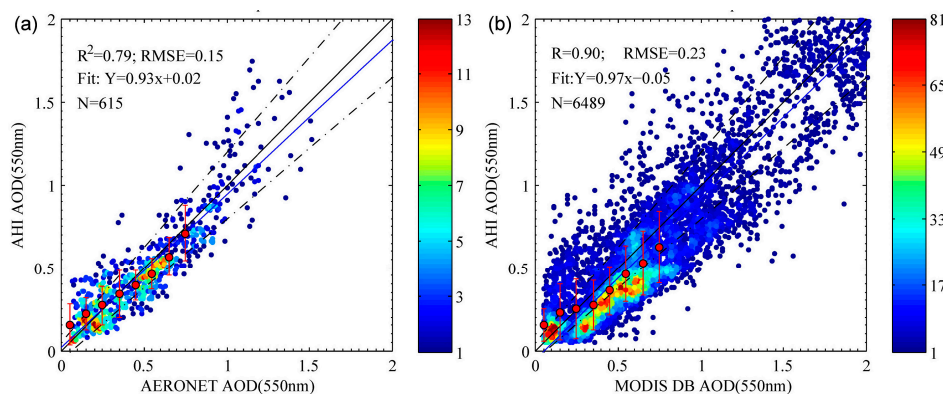 (a)
R²=0.79; RMSE=0.15
Fit: Y=0.93x+0.02
N=615
AHI AOD(550nm)
2
1.5
1
0.5
0
0
0.5
1
1.5
2
AERONET AOD(550nm)
13
11
9
7
5
3
1
(b)
R=0.90; RMSE=0.23
Fit:Y=0.97x−0.05
N=6489
AHI AOD(550nm)
2
1.5
1
0.5
0
0
0.5
1
1.5
2
MODIS DB AOD(550nm)
81
65
49
33
17
1